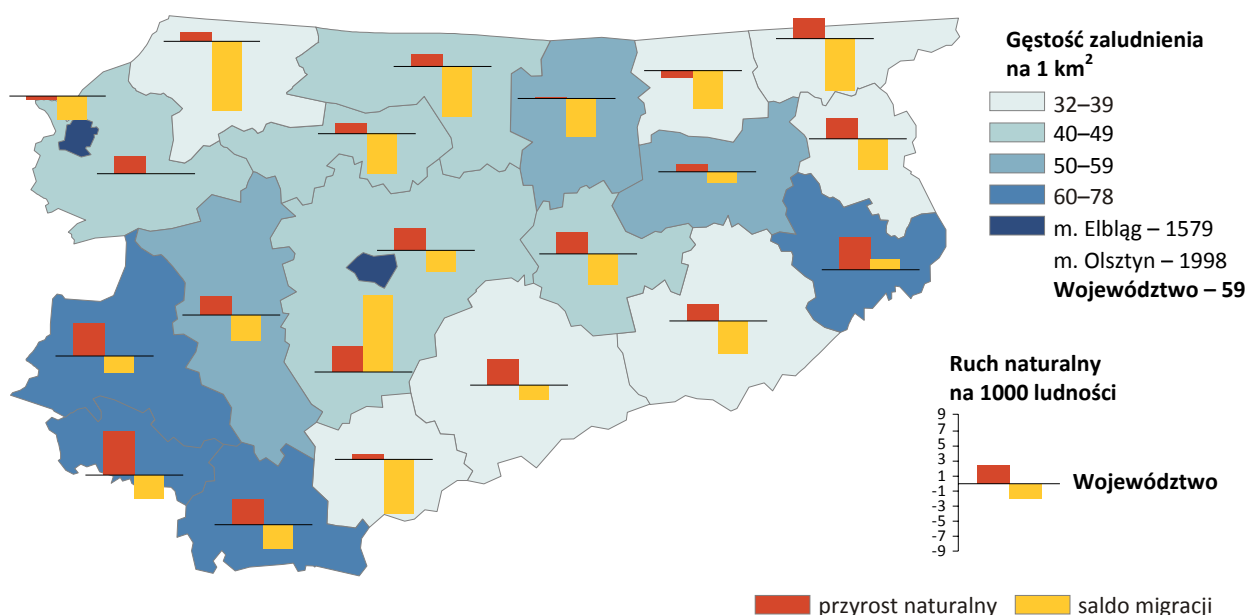 Gęstość zaludnienia
na 1 km²
32–39
40–49
50–59
60–78
m. Elbląg – 1579
m. Olsztyn – 1998
Województwo – 59
Ruch naturalny
na 1000 ludności
9
7
5
3
1
-1
-3
-5
-7
-9
Województwo
przyrost naturalny
saldo migracji